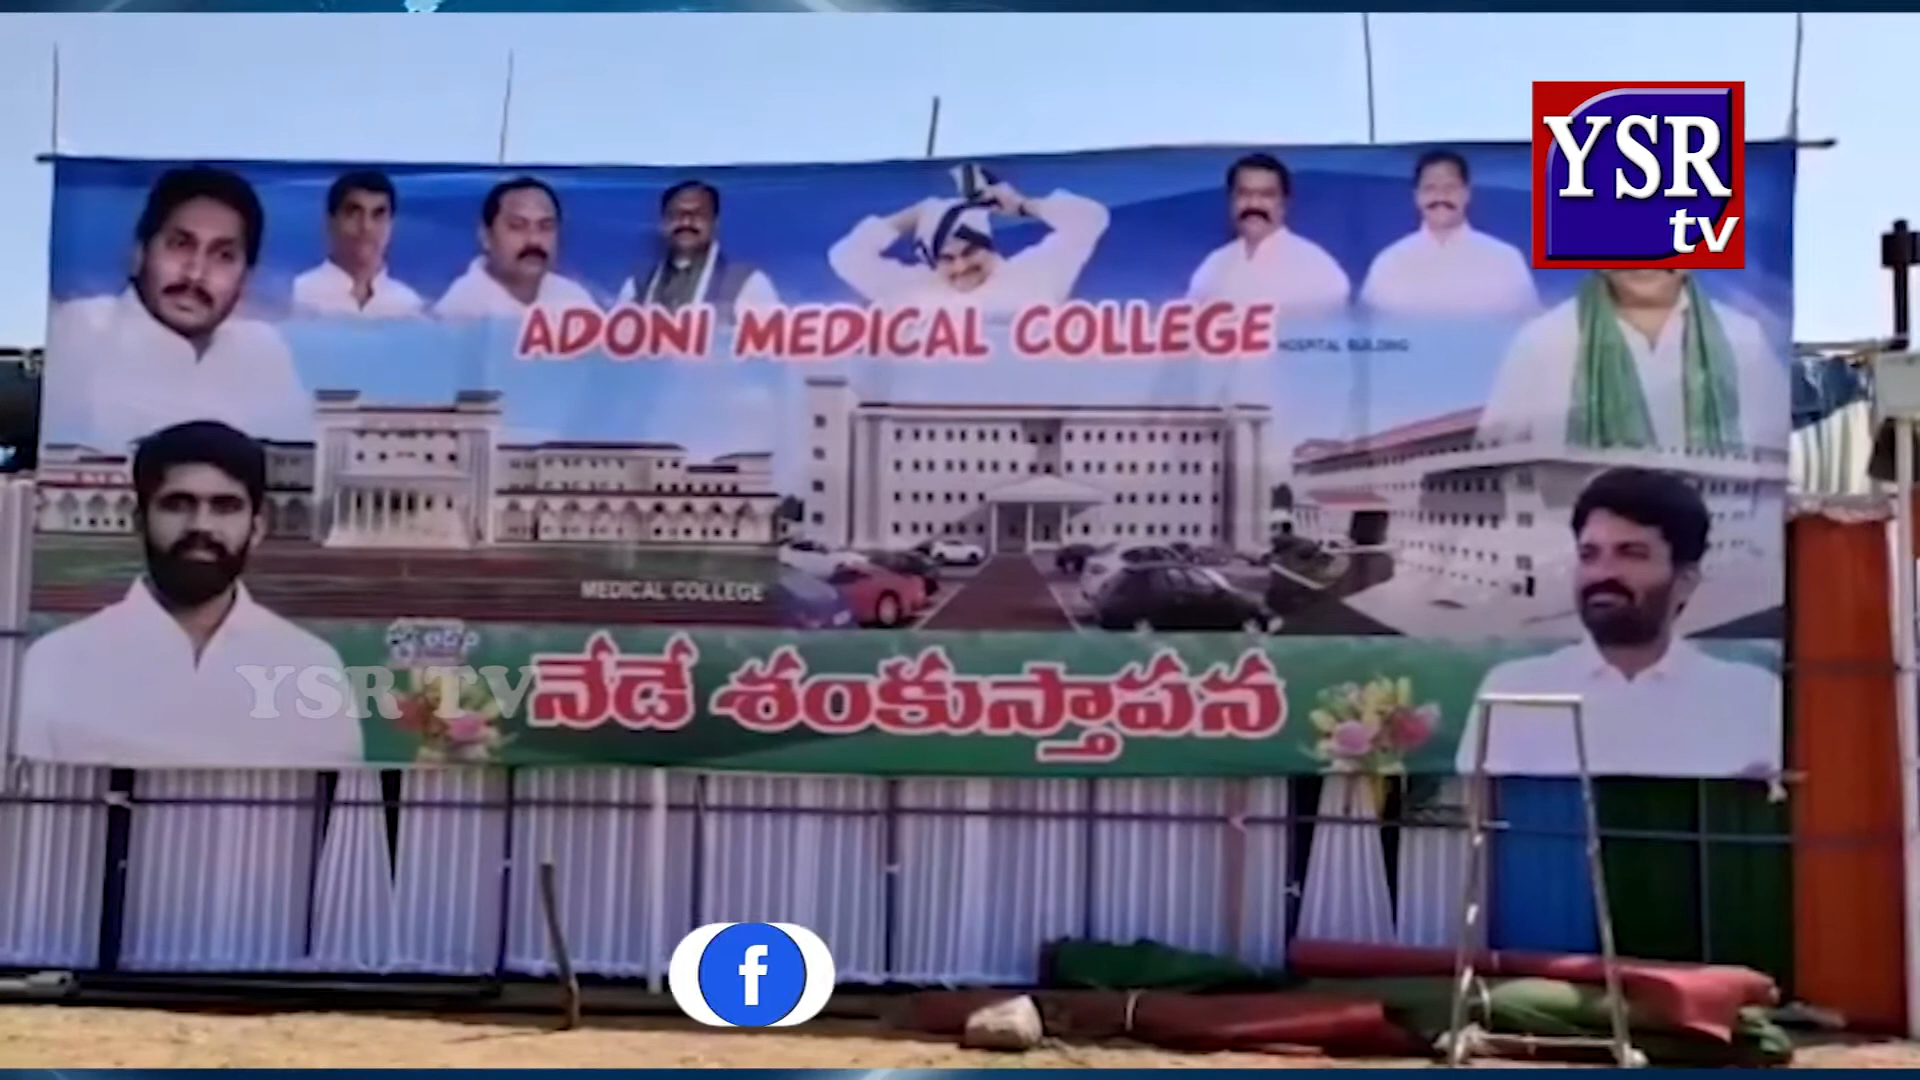 YSR
tv
ADONI MEDICAL COLLEGE
HOSPITAL BUILDING
MEDICAL COLLEGE
నేడే శంకుస్థాపన
YSR TV
f